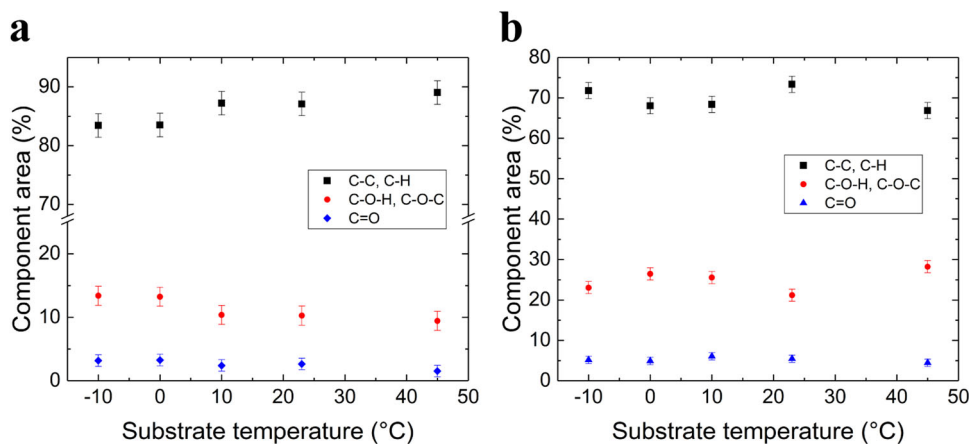 a
Component area (%)
90
80
70
20
10
0
-10 0 10 20 30 40 50
Substrate temperature (°C)
C-C, C-H
C-O-H, C-O-C
C=O
b
Component area (%)
80
70
60
50
40
30
20
10
0
-10 0 10 20 30 40 50
Substrate temperature (°C)
C-C, C-H
C-O-H, C-O-C
C=O